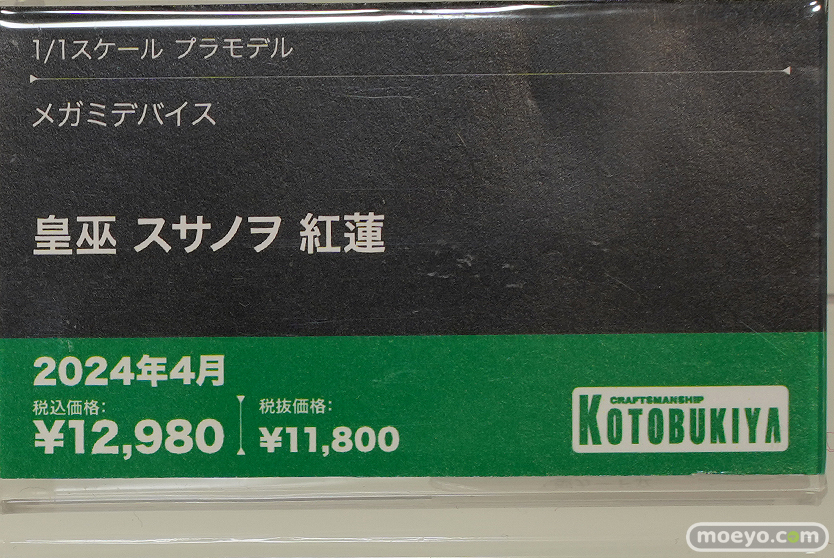 1/1スケール プラモデル
メガミデバイス
皇巫 スサノヲ 紅蓮
2024年4月
税込価格:
¥12,980
税抜価格:
¥11,800
CRAFTSMANSHIP
KOTOBUKIYA
moeyo.com